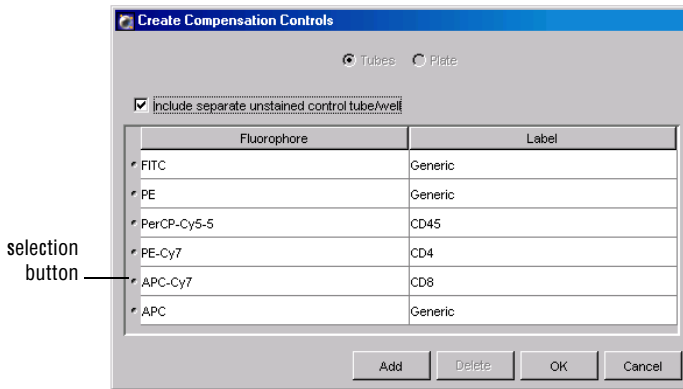 Create Compensation Controls
Tubes Plate
Include separate unstained control tube/well
Fluorophore Label
FITC Generic
PE Generic
PerCP-Cy5-5 CD45
PE-Cy7 CD4
APC-Cy7 CD8
APC Generic
selection
button
Add Delete OK Cancel